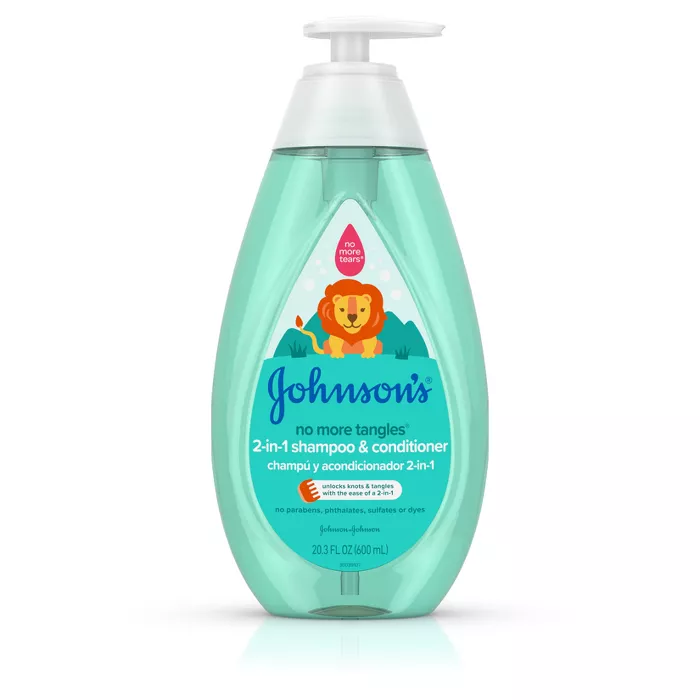 no
more
tears®
Johnson's®
no more tangles®
2-in-1 shampoo & conditioner
champú y acondicionador 2-in-1
unlocks knots & tangles
with the ease of a 2-in-1
no parabens, phthalates, sulfates or dyes
Johnson & Johnson
20.3 FL OZ (600 mL)